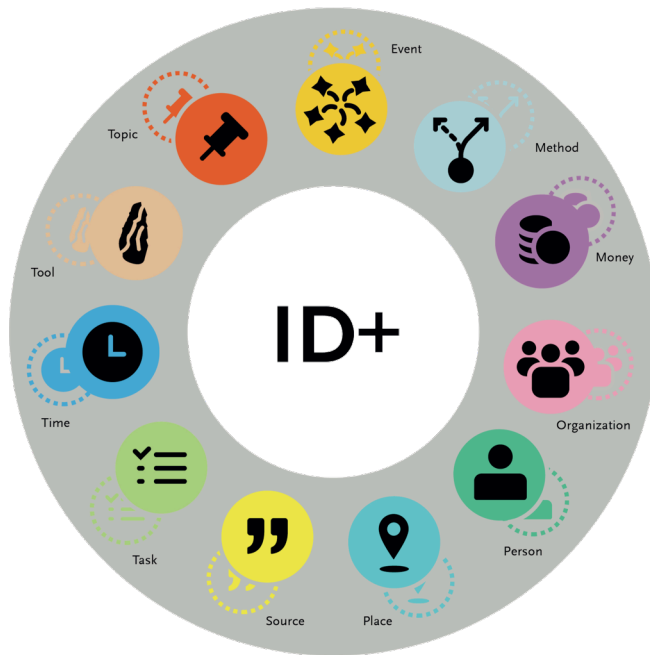 Event
Topic
Method
Tool
Money
ID+
Time
Organization
Task
Person
Source
Place